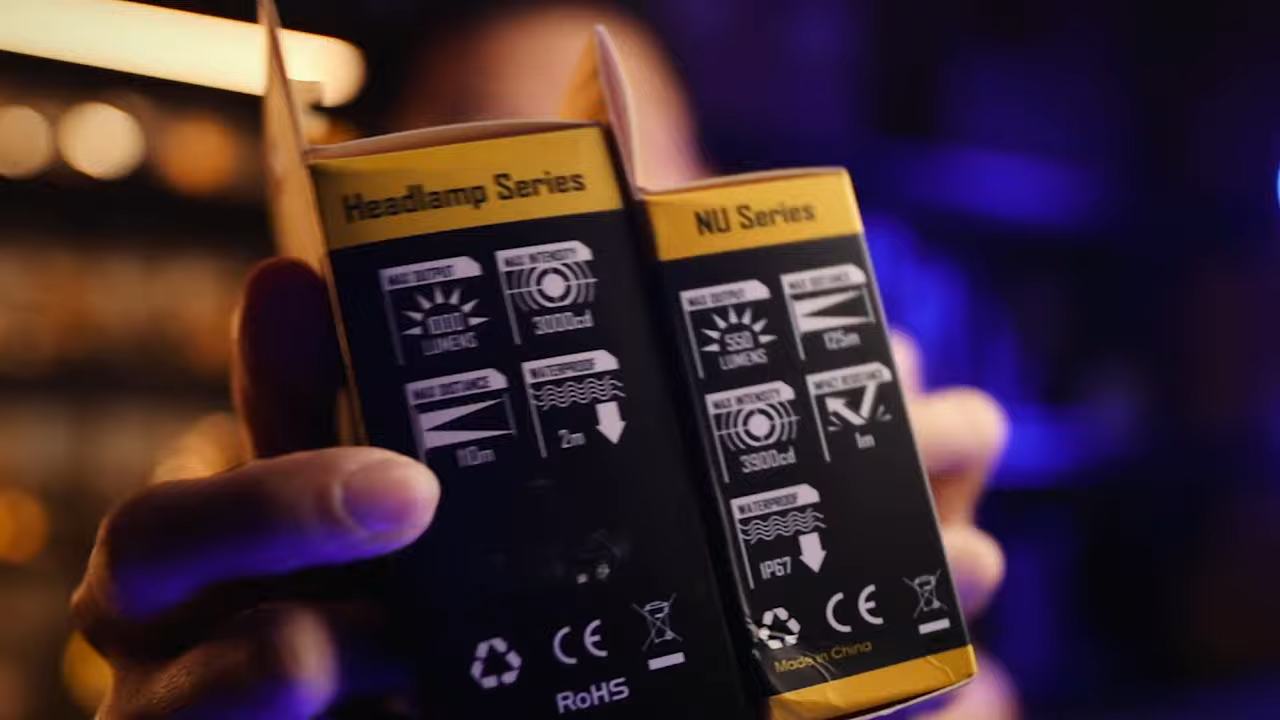 Headlamp Series
MAX OUTPUT
LUMENS
MAX INTENSITY
3000cd
MAX DISTANCE
110m
WATERPROOF
2m
CE
RoHS
NU Series
MAX OUTPUT
550
LUMENS
MAX DISTANCE
125m
MAX INTENSITY
3900cd
IMPACT RESISTANCE
1m
WATERPROOF
IP67
CE
Made in China